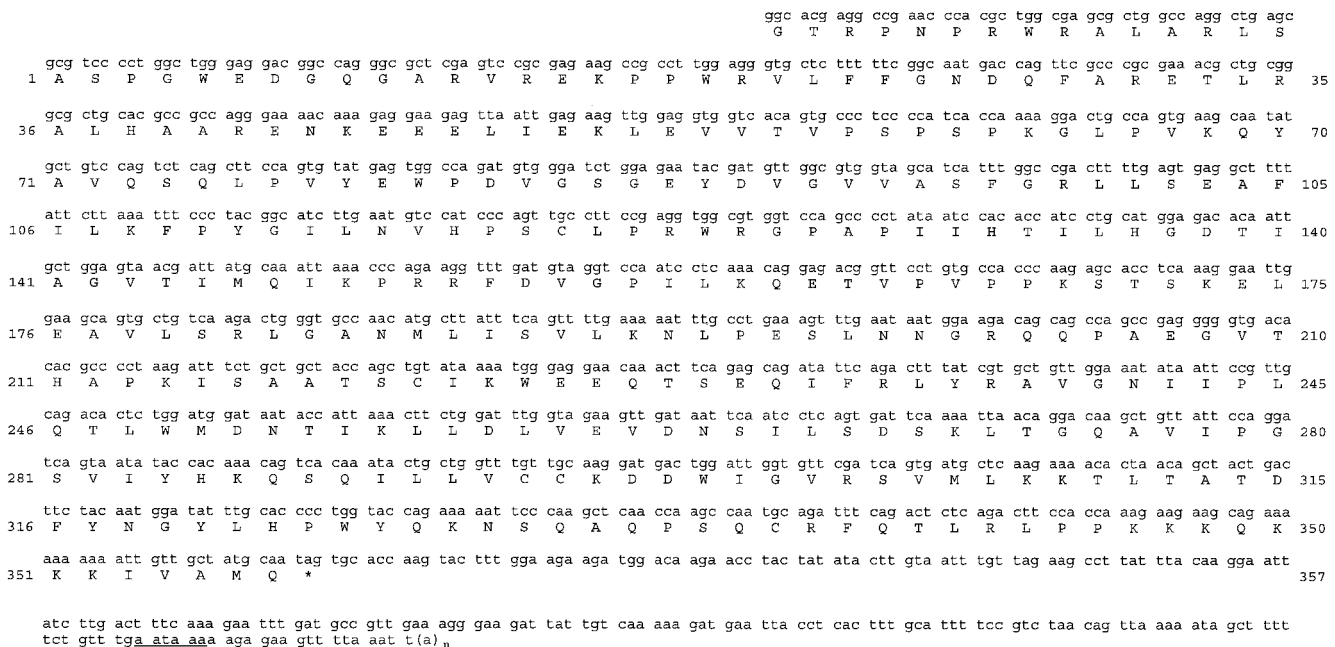 ggc acg agg ccg aac cca cgc tgg cga gcg ctg gcc agg ctg agc
G T R P N P R W R A L A R L S
gcg tcc cct ggc tgg gag gac ggc cag ggc gct cga gtc cgc gag aag ccg cct tgg agg gtg ctc ttt ttc ggc aat gac cag ttc gcc cgc gaa acg ctg cgg
1 A S P G W E D G Q G A R V R E K P P W R V L F F G N D Q F A R E T L R 35
gcg ctg cac gcc gcc agg gaa aac aaa gag gaa gag tta att gag aag ttg gag gtg gtc aca gtg ccc tcc cca tca cca aaa gga ctg cca gtg aag caa tat
36 A L H A A R E N K E E E L I E K L E V V T V P S P S P K G L P V K Q Y 70
gct gtc cag tct cag ctt cca gtg tat gag tgg cca gat gtg gga tct gga gaa tac gat gtt ggc gtg gta gca tca ttt ggc cga ctt ttg agt gag gct ttt
71 A V Q S Q L P V Y E W P D V G S G E Y D V G V V A S F G R L L S E A F 105
att ctt aaa ttt ccc tac ggc atc ttg aat gtc cat ccc agt tgc ctt ccg agg tgg cgt ggt cca gcc cct ata atc cac acc atc ctg cat gga gac aca att
106 I L K F P Y G I L N V H P S C L P R W R G P A P I I H T I L H G D T I 140
gct gga gta acg att atg caa att aaa ccc aga agg ttt gat gta ggt cca atc ctc aaa cag gag acg gtt cct gtg cca ccc aag agc acc tca aag gaa ttg
141 A G V T I M Q I K P R R F D V G P I L K Q E T V P V P P K S T S K E L 175
gaa gca gtg ctg tca aga ctg ggt gcc aac atg ctt att tca gtt ttg aaa aat ttg cct gaa agt ttg aat aat gga aga cag cag cca gcc gag ggg gtg aca
176 E A V L S R L G A N M L I S V L K N L P E S L N N G R Q Q P A E G V T 210
cac gcc cct aag att tct gct gct acc agc tgt ata aaa tgg gag gaa caa act tca gag cag ata ttc aga ctt tat cgt gct gtt gga aat ata att ccg ttg
211 H A P K I S A A T S C I K W E E Q T S E Q I F R L Y R A V G N I I P L 245
cag aca ctc tgg atg gat aat acc att aaa ctt ctg gat ttg gta gaa gtt gat aat tca atc ctc agt gat tca aaa tta aca gga caa gct gtt att cca gga
246 Q T L W M D N T I K L L D L V E V D N S I L S D S K L T G Q A V I P G 280
tca gta ata tac cac aaa cag tca caa ata ctg ctg gtt tgt tgc aag gat gac tgg att ggt gtt cga tca gtg atg ctc aag aaa aca cta aca gct act gac
281 S V I Y H K Q S Q I L L V C C K D D W I G V R S V M L K K T L T A T D 315
ttc tac aat gga tat ttg cac ccc tgg tac cag aaa aat tcc caa gct caa cca agc caa tgc aga ttt cag act ctc aga ctt cca cca aag aag aag cag aaa
316 F Y N G Y L H P W Y Q K N S Q A Q P S Q C R F Q T L R L P P K K K Q K 350
aaa aaa att gtt gct atg caa tag tgc acc aag tac ttt gga aga aga tgg aca aga acc tac tat ata ctt gta att tgt tag aag cct tat tta caa gga att
351 K K I V A M Q * 357
atc ttg act ttc aaa gaa ttt gat gcc gtt gaa agg gaa gat tat tgt caa aaa gat gaa tta cct cac ttt gca ttt tcc gtc taa cag tta aaa ata gct ttt
tct gtt tga ata aaa aga gaa gtt tta aat t(a)n